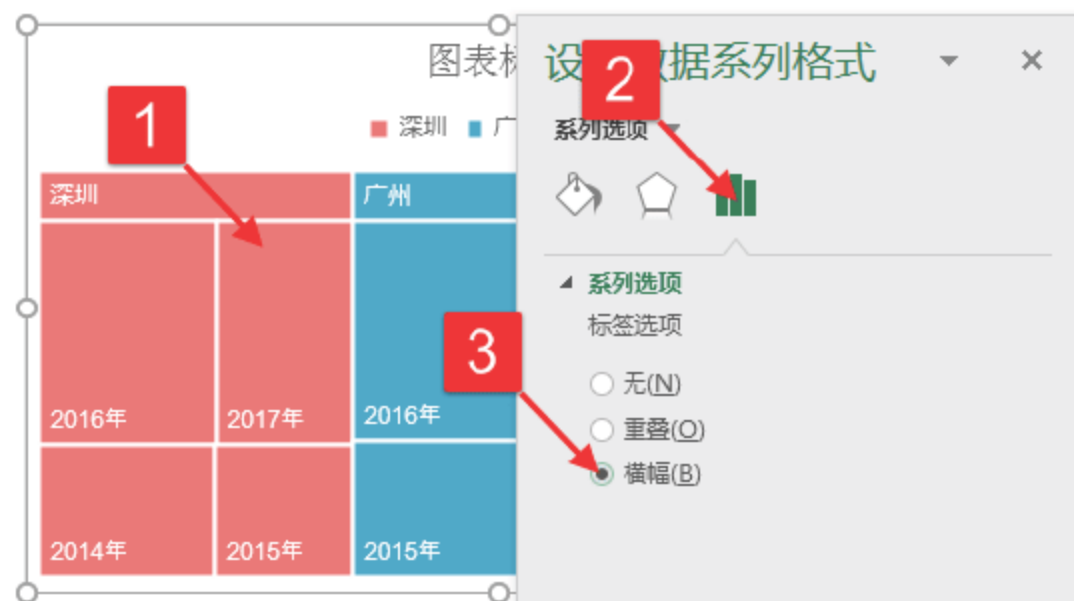 图表标
设 数据系列格式
1
2
深圳 广
系列选项
深圳 广州
系列选项
标签选项
3
无(N)
2016年 2017年 2016年
重叠(O)
横幅(B)
2014年 2015年 2015年